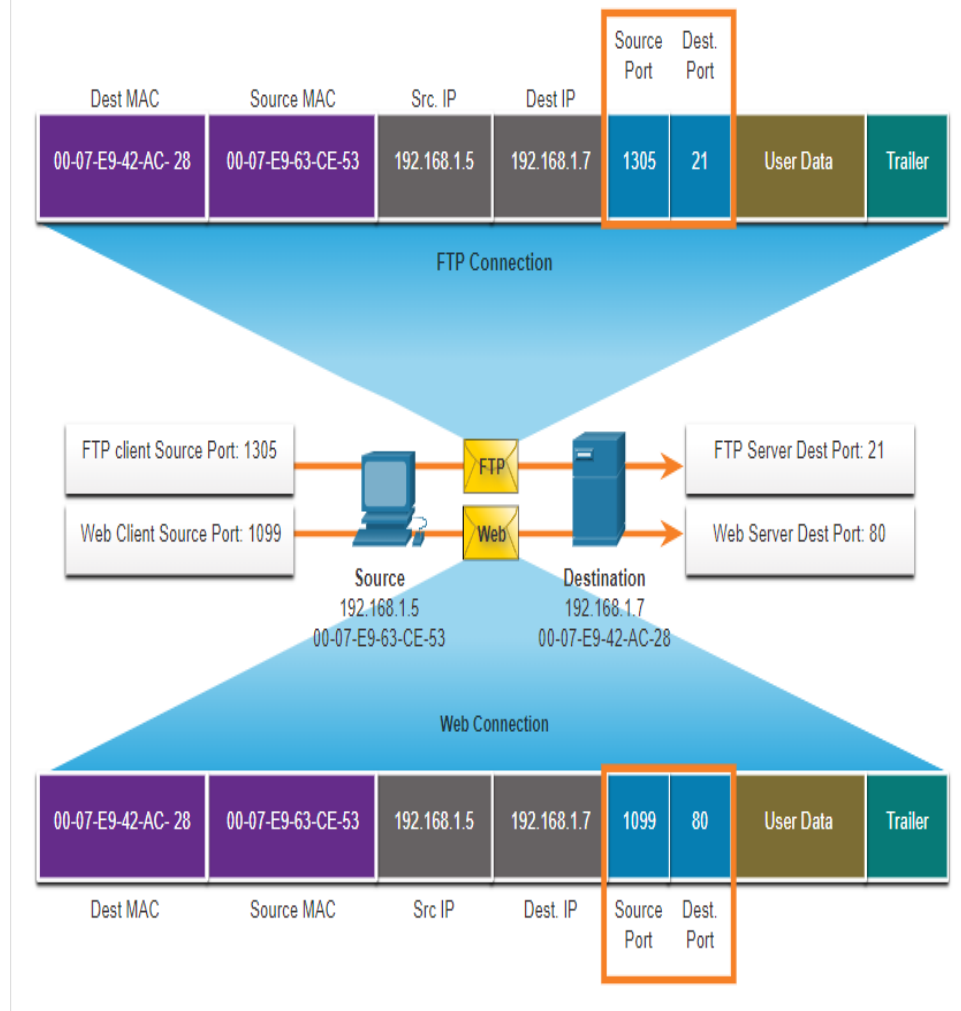 Source Dest.
Port Port
Dest MAC Source MAC Src. IP Dest IP
00-07-E9-42-AC- 28 00-07-E9-63-CE-53 192.168.1.5 192.168.1.7 1305 21 User Data Trailer
FTP Connection
FTP client Source Port: 1305
FTP
FTP Server Dest Port: 21
Web Client Source Port: 1099
Web
Web Server Dest Port: 80
Source
192.168.1.5
00-07-E9-63-CE-53
Destination
192.168.1.7
00-07-E9-42-AC-28
Web Connection
00-07-E9-42-AC- 28 00-07-E9-63-CE-53 192.168.1.5 192.168.1.7 1099 80 User Data Trailer
Dest MAC Source MAC Src IP Dest. IP Source Dest.
Port Port